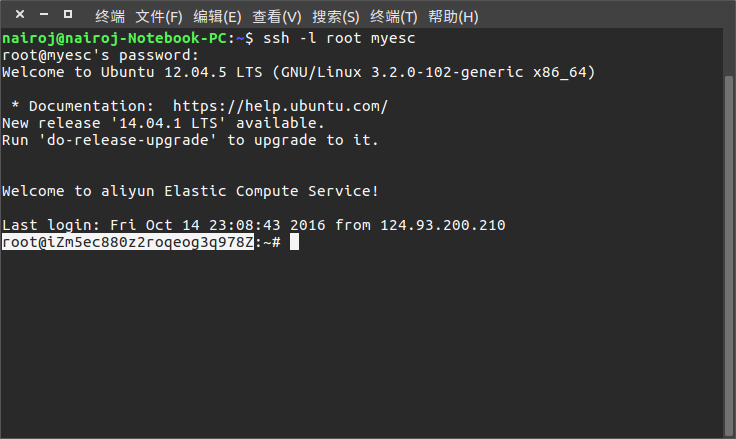 终端 文件(F) 编辑(E) 查看(V) 搜索(S) 终端(T) 帮助(H)
nairoj@nairoj-Notebook-PC:~$ ssh -l root myesc
root@myesc's password:
Welcome to Ubuntu 12.04.5 LTS (GNU/Linux 3.2.0-102-generic x86_64)
 * Documentation:  https://help.ubuntu.com/
New release '14.04.1 LTS' available.
Run 'do-release-upgrade' to upgrade to it.
Welcome to aliyun Elastic Compute Service!
Last login: Fri Oct 14 23:08:43 2016 from 124.93.200.210
root@iZm5ec880z2roqeog3q978Z:~#